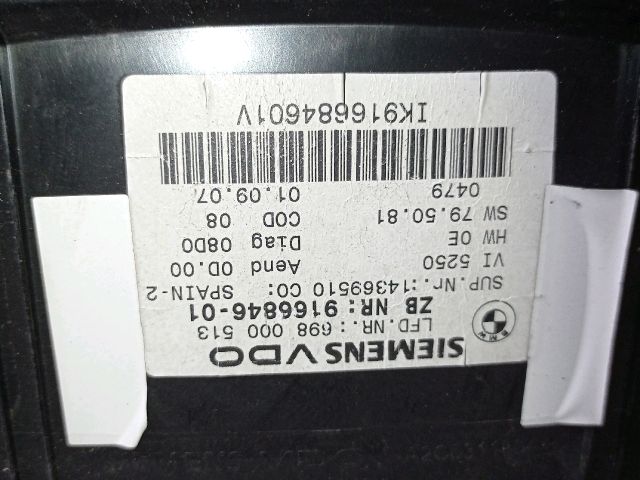 SIEMENS VDO
LFD.NR.: 698 000 513
BMW
ZB NR: 9166846-01
SUP.Nr.:14369510 CO: SPAIN-2
VI 5250 Aend 0D.00
HW 0E Diag 08D0
SW 79.50.81 COD 08
0479 01.09.07
IK916684601V